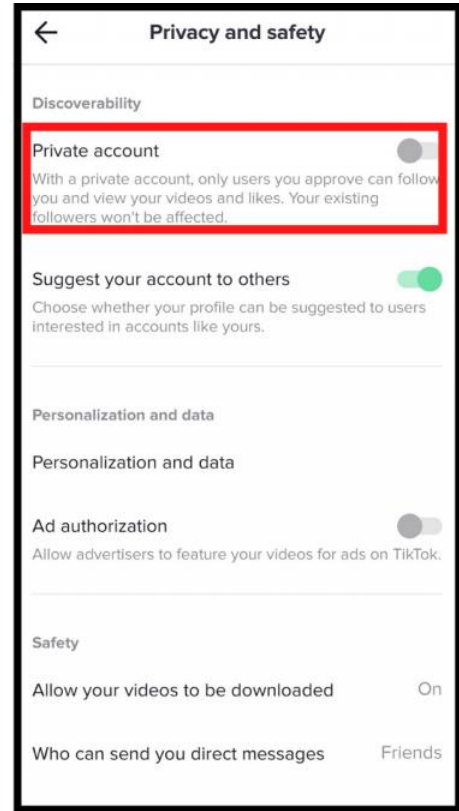 Privacy and safety
Discoverability
Private account
With a private account, only users you approve can follow
you and view your videos and likes. Your existing
followers won't be affected.
Suggest your account to others
Choose whether your profile can be suggested to users
interested in accounts like yours.
Personalization and data
Personalization and data
Ad authorization
Allow advertisers to feature your videos for ads on TikTok.
Safety
Allow your videos to be downloaded On
Who can send you direct messages Friends